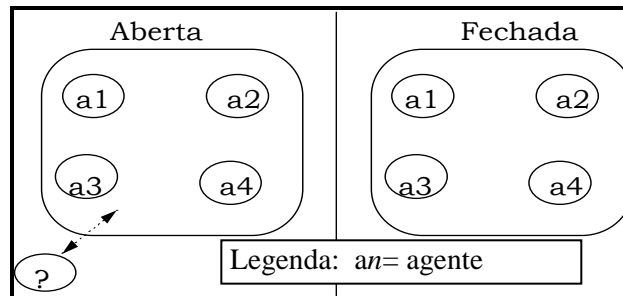 Aberta
a1 a2
a3 a4
?
Fechada
a1 a2
a3 a4
Legenda: an= agente